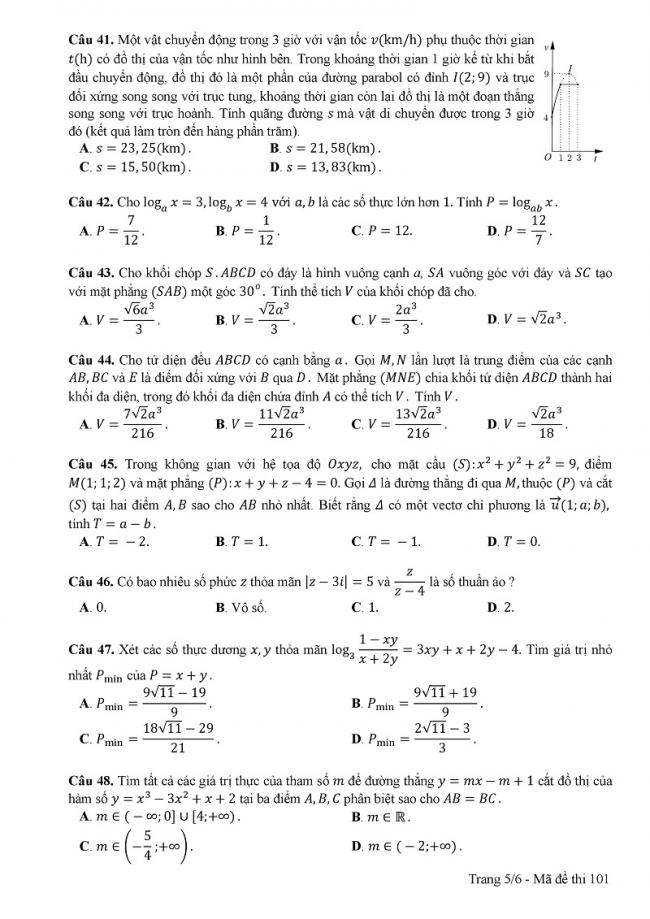 Câu 41. Một vật chuyển động trong 3 giờ với vận tốc v(km/h) phụ thuộc thời gian
t(h) có đồ thị của vận tốc như hình bên. Trong khoảng thời gian 1 giờ kể từ khi bắt
đầu chuyển động, đồ thị đó là một phần của đường parabol có đỉnh I(2; 9) và trục
đối xứng song song với trục tung, khoảng thời gian còn lại đồ thị là một đoạn thẳng
song song với trục hoành. Tính quãng đường s mà vật di chuyển được trong 3 giờ
đó (kết quả làm tròn đến hàng phần trăm).
v
9
I
4
O 1 2 3 t
A. s = 23,25(km). B. s = 21,58(km).
C. s = 15,50(km). D. s = 13,83(km).
Câu 42. Cho logₐ x = 3, log_b x = 4 với a, b là các số thực lớn hơn 1. Tính P = log_ab x.
A. P = 7/12. B. P = 1/12. C. P = 12. D. P = 12/7.
Câu 43. Cho khối chóp S.ABCD có đáy là hình vuông cạnh a, SA vuông góc với đáy và SC tạo
với mặt phẳng (SAB) một góc 30°. Tính thể tích V của khối chóp đã cho.
A. V = √6a³/3. B. V = √2a³/3. C. V = 2a³/3. D. V = √2a³.
Câu 44. Cho tứ diện đều ABCD có cạnh bằng a. Gọi M, N lần lượt là trung điểm của các cạnh
AB, BC và E là điểm đối xứng với B qua D. Mặt phẳng (MNE) chia khối tứ diện ABCD thành hai
khối đa diện, trong đó khối đa diện chứa đỉnh A có thể tích V. Tính V.
A. V = 7√2a³/216. B. V = 11√2a³/216. C. V = 13√2a³/216. D. V = √2a³/18.
Câu 45. Trong không gian với hệ tọa độ Oxyz, cho mặt cầu (S): x² + y² + z² = 9, điểm
M(1; 1; 2) và mặt phẳng (P): x + y + z − 4 = 0. Gọi Δ là đường thẳng đi qua M, thuộc (P) và cắt
(S) tại hai điểm A, B sao cho AB nhỏ nhất. Biết rằng Δ có một vectơ chỉ phương là u⃗(1; a; b),
tính T = a − b.
A. T = − 2. B. T = 1. C. T = − 1. D. T = 0.
Câu 46. Có bao nhiêu số phức z thỏa mãn |z − 3i| = 5 và z/(z − 4) là số thuần ảo ?
A. 0. B. Vô số. C. 1. D. 2.
Câu 47. Xét các số thực dương x, y thỏa mãn log₃ (1 − xy)/(x + 2y) = 3xy + x + 2y − 4. Tìm giá trị nhỏ
nhất Pmin của P = x + y.
A. Pmin = (9√11 − 19)/9. B. Pmin = (9√11 + 19)/9.
C. Pmin = (18√11 − 29)/21. D. Pmin = (2√11 − 3)/3.
Câu 48. Tìm tất cả các giá trị thực của tham số m để đường thẳng y = mx − m + 1 cắt đồ thị của
hàm số y = x³ − 3x² + x + 2 tại ba điểm A, B, C phân biệt sao cho AB = BC.
A. m ∈ (− ∞; 0] ∪ [4; +∞). B. m ∈ ℝ.
C. m ∈ (−5/4; +∞). D. m ∈ (− 2; +∞).
Trang 5/6 - Mã đề thi 101